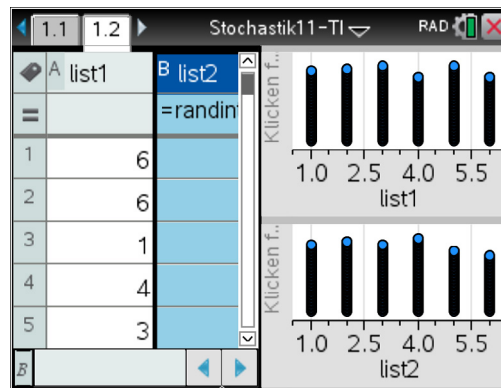 1.1 1.2 Stochastik11-TI RAD
A list1 B list2
= =randin
1 6
2 6
3 1
4 4
5 3
B
Klicken f...
1.0 2.5 4.0 5.5
list1
Klicken f...
1.0 2.5 4.0 5.5
list2